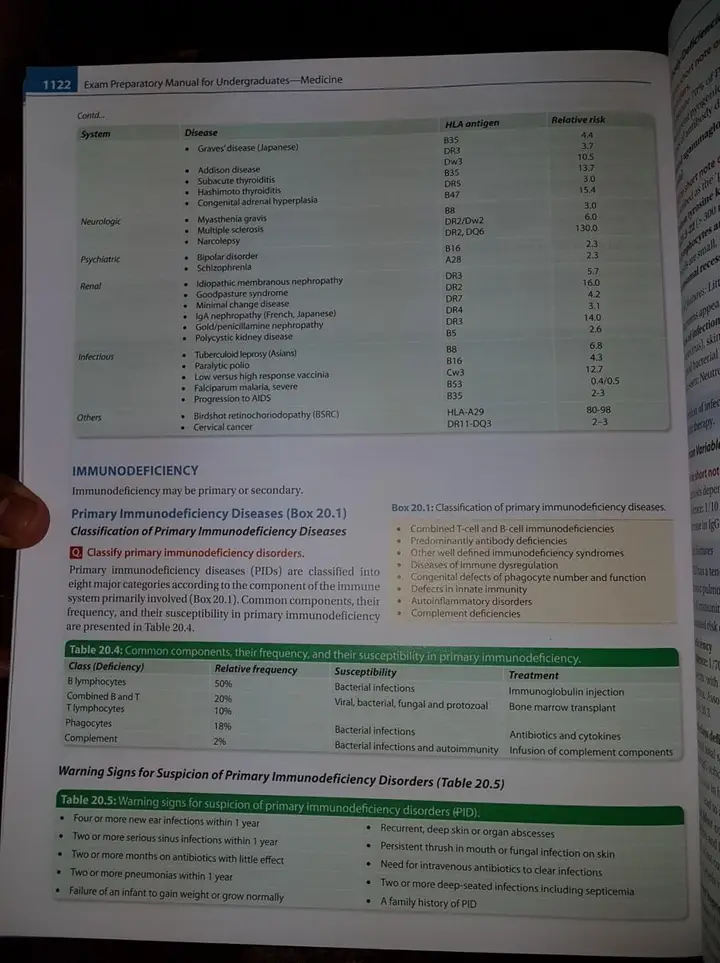 1122 Exam Preparatory Manual for Undergraduates—Medicine
Contd...
System Disease HLA antigen Relative risk
• Graves' disease (Japanese) B35 4.4
DR3 3.7
• Addison disease Dw3 10.5
• Subacute thyroiditis B35 13.7
• Hashimoto thyroiditis DR5 3.0
• Congenital adrenal hyperplasia B47 15.4
Neurologic • Myasthenia gravis B8 3.0
• Multiple sclerosis DR2/Dw2 6.0
• Narcolepsy DR2, DQ6 130.0
Psychiatric • Bipolar disorder B16 2.3
• Schizophrenia A28 2.3
Renal • Idiopathic membranous nephropathy DR3 5.7
• Goodpasture syndrome DR2 16.0
• Minimal change disease DR7 4.2
• IgA nephropathy (French, Japanese) DR4 3.1
• Gold/penicillamine nephropathy DR3 14.0
• Polycystic kidney disease B5 2.6
Infectious • Tuberculoid leprosy (Asians) B8 6.8
• Paralytic polio B16 4.3
• Low versus high response vaccinia Cw3 12.7
• Falciparum malaria, severe B53 0.4/0.5
• Progression to AIDS B35 2-3
Others • Birdshot retinochoriodopathy (BSRC) HLA-A29 80-98
• Cervical cancer DR11-DQ3 2–3
IMMUNODEFICIENCY
Immunodeficiency may be primary or secondary.
Primary Immunodeficiency Diseases (Box 20.1)
Classification of Primary Immunodeficiency Diseases
Q. Classify primary immunodeficiency disorders.
Primary immunodeficiency diseases (PIDs) are classified into
eight major categories according to the component of the immune
system primarily involved (Box 20.1). Common components, their
frequency, and their susceptibility in primary immunodeficiency
are presented in Table 20.4.
Box 20.1: Classification of primary immunodeficiency diseases.
• Combined T-cell and B-cell immunodeficiencies
• Predominantly antibody deficiencies
• Other well defined immunodeficiency syndromes
• Diseases of immune dysregulation
• Congenital defects of phagocyte number and function
• Defects in innate immunity
• Autoinflammatory disorders
• Complement deficiencies
Table 20.4: Common components, their frequency, and their susceptibility in primary immunodeficiency.
Class (Deficiency) Relative frequency Susceptibility Treatment
B lymphocytes 50% Bacterial infections Immunoglobulin injection
Combined B and T 20% Viral, bacterial, fungal and protozoal Bone marrow transplant
T lymphocytes 10%
Phagocytes 18% Bacterial infections Antibiotics and cytokines
Complement 2% Bacterial infections and autoimmunity Infusion of complement components
Warning Signs for Suspicion of Primary Immunodeficiency Disorders (Table 20.5)
Table 20.5: Warning signs for suspicion of primary immunodeficiency disorders (PID).
• Four or more new ear infections within 1 year
• Two or more serious sinus infections within 1 year
• Two or more months on antibiotics with little effect
• Two or more pneumonias within 1 year
• Failure of an infant to gain weight or grow normally
• Recurrent, deep skin or organ abscesses
• Persistent thrush in mouth or fungal infection on skin
• Need for intravenous antibiotics to clear infections
• Two or more deep-seated infections including septicemia
• A family history of PID